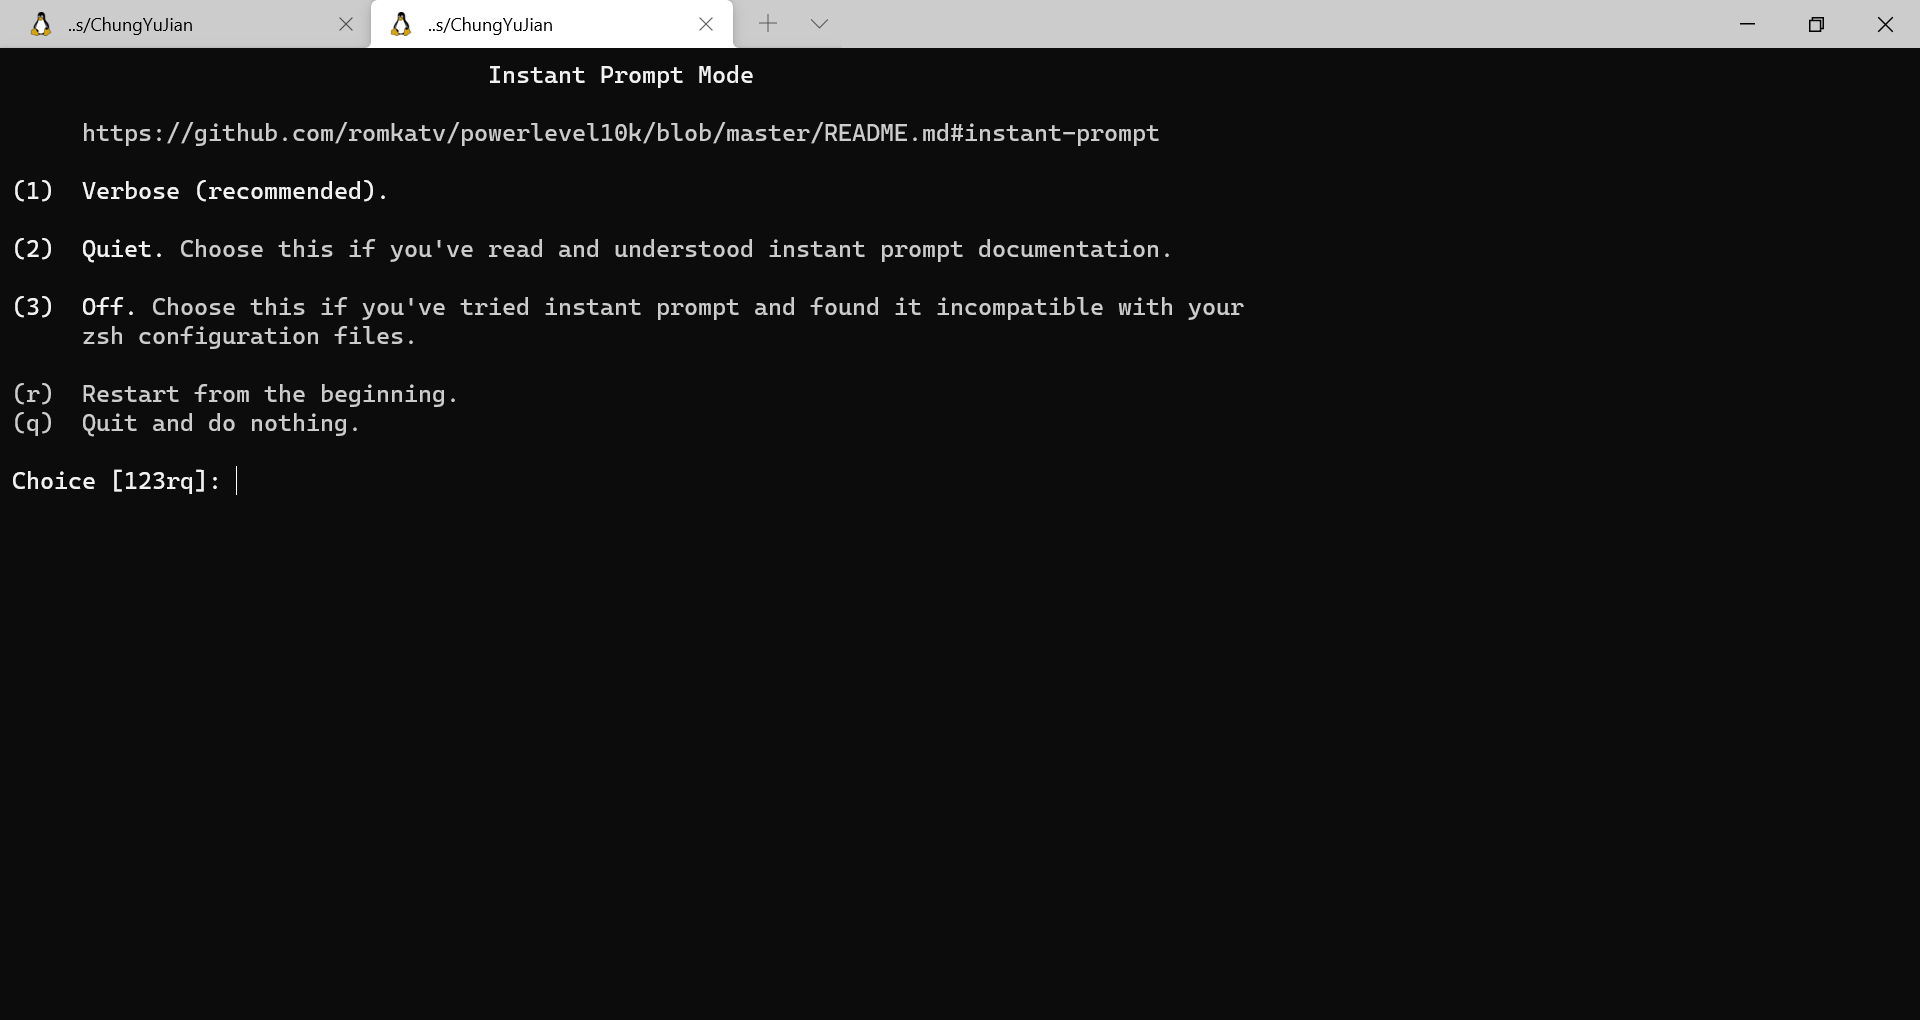 ..s/ChungYuJian
..s/ChungYuJian
Instant Prompt Mode
https://github.com/romkatv/powerlevel10k/blob/master/README.md#instant-prompt
(1)  Verbose (recommended).
(2)  Quiet. Choose this if you've read and understood instant prompt documentation.
(3)  Off. Choose this if you've tried instant prompt and found it incompatible with your
zsh configuration files.
(r)  Restart from the beginning.
(q)  Quit and do nothing.
Choice [123rq]: